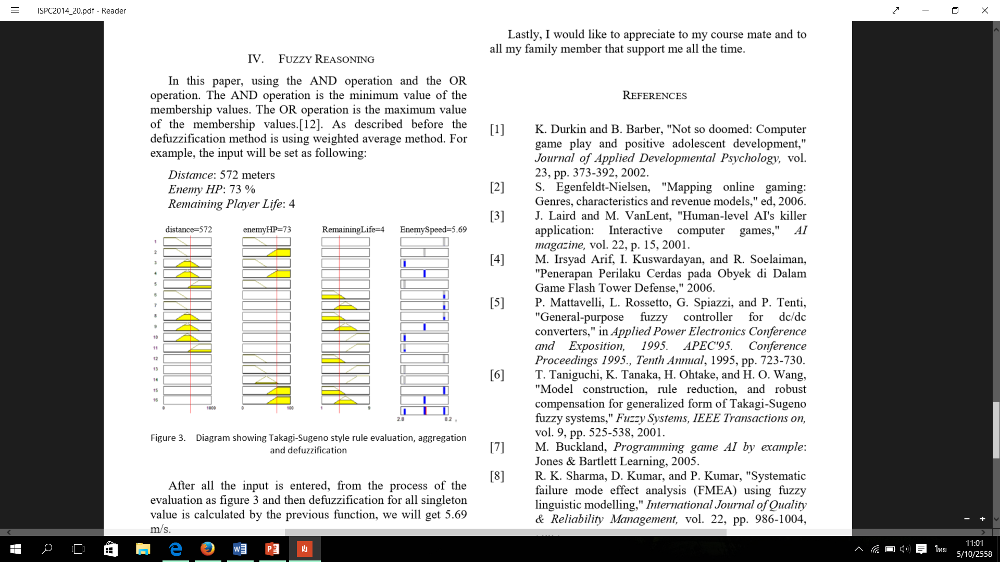 ISPC2014_20.pdf - Reader
IV. FUZZY REASONING
In this paper, using the AND operation and the OR
operation. The AND operation is the minimum value of the
membership values. The OR operation is the maximum value
of the membership values.[12]. As described before the
defuzzification method is using weighted average method. For
example, the input will be set as following:
Distance: 572 meters
Enemy HP: 73 %
Remaining Player Life: 4
distance=572 enemyHP=73 RemainingLife=4 EnemySpeed=5.69
1
2
3
4
5
6
7
8
9
10
11
12
13
14
15
16
0 1000 0 100 1 9
2.8 8.2
Figure 3. Diagram showing Takagi-Sugeno style rule evaluation, aggregation
and defuzzification
After all the input is entered, from the process of the
evaluation as figure 3 and then defuzzification for all singleton
value is calculated by the previous function, we will get 5.69
m/s.
Lastly, I would like to appreciate to my course mate and to
all my family member that support me all the time.
REFERENCES
[1] K. Durkin and B. Barber, "Not so doomed: Computer
game play and positive adolescent development,"
Journal of Applied Developmental Psychology, vol.
23, pp. 373-392, 2002.
[2] S. Egenfeldt-Nielsen, "Mapping online gaming:
Genres, characteristics and revenue models," ed, 2006.
[3] J. Laird and M. VanLent, "Human-level AI's killer
application: Interactive computer games," AI
magazine, vol. 22, p. 15, 2001.
[4] M. Irsyad Arif, I. Kuswardayan, and R. Soelaiman,
"Penerapan Perilaku Cerdas pada Obyek di Dalam
Game Flash Tower Defense," 2006.
[5] P. Mattavelli, L. Rossetto, G. Spiazzi, and P. Tenti,
"General-purpose fuzzy controller for dc/dc
converters," in Applied Power Electronics Conference
and Exposition, 1995. APEC'95. Conference
Proceedings 1995., Tenth Annual, 1995, pp. 723-730.
[6] T. Taniguchi, K. Tanaka, H. Ohtake, and H. O. Wang,
"Model construction, rule reduction, and robust
compensation for generalized form of Takagi-Sugeno
fuzzy systems," Fuzzy Systems, IEEE Transactions on,
vol. 9, pp. 525-538, 2001.
[7] M. Buckland, Programming game AI by example:
Jones & Bartlett Learning, 2005.
[8] R. K. Sharma, D. Kumar, and P. Kumar, "Systematic
failure mode effect analysis (FMEA) using fuzzy
linguistic modelling," International Journal of Quality
& Reliability Management, vol. 22, pp. 986-1004,
ไทย
11:01
5/10/2558